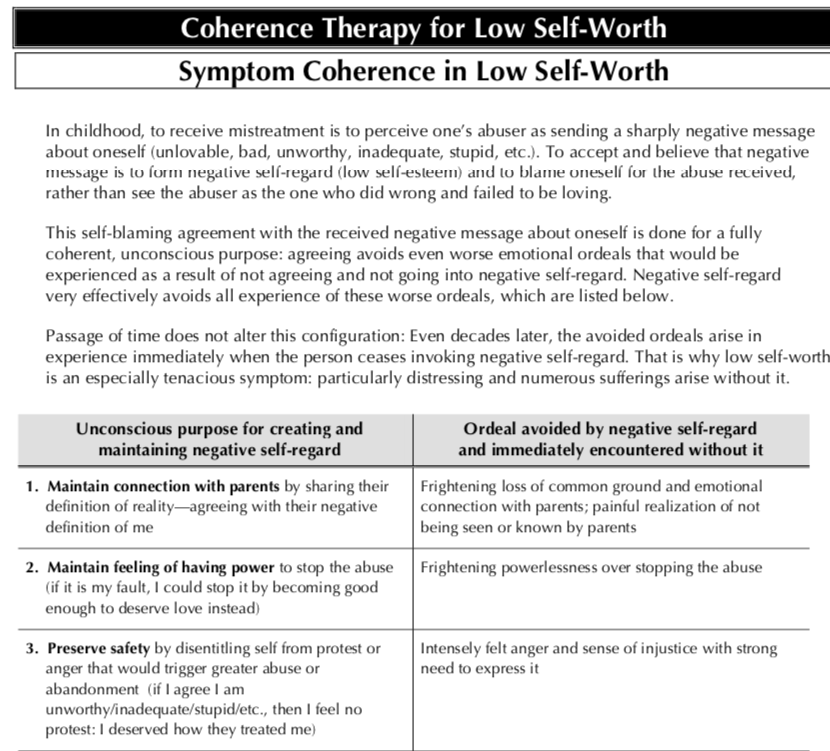 Coherence Therapy for Low Self-Worth
Symptom Coherence in Low Self-Worth
In childhood, to receive mistreatment is to perceive one's abuser as sending a sharply negative message
about oneself (unlovable, bad, unworthy, inadequate, stupid, etc.). To accept and believe that negative
message is to form negative self-regard (low self-esteem) and to blame oneself for the abuse received,
rather than see the abuser as the one who did wrong and failed to be loving.
This self-blaming agreement with the received negative message about oneself is done for a fully
coherent, unconscious purpose: agreeing avoids even worse emotional ordeals that would be
experienced as a result of not agreeing and not going into negative self-regard. Negative self-regard
very effectively avoids all experience of these worse ordeals, which are listed below.
Passage of time does not alter this configuration: Even decades later, the avoided ordeals arise in
experience immediately when the person ceases invoking negative self-regard. That is why low self-worth
is an especially tenacious symptom: particularly distressing and numerous sufferings arise without it.
Unconscious purpose for creating and
maintaining negative self-regard
Ordeal avoided by negative self-regard
and immediately encountered without it
1. Maintain connection with parents by sharing their
definition of reality—agreeing with their negative
definition of me
Frightening loss of common ground and emotional
connection with parents; painful realization of not
being seen or known by parents
2. Maintain feeling of having power to stop the abuse
(if it is my fault, I could stop it by becoming good
enough to deserve love instead)
Frightening powerlessness over stopping the abuse
3. Preserve safety by disentitling self from protest or
anger that would trigger greater abuse or
abandonment (if I agree I am
unworthy/inadequate/stupid/etc., then I feel no
protest: I deserved how they treated me)
Intensely felt anger and sense of injustice with strong
need to express it